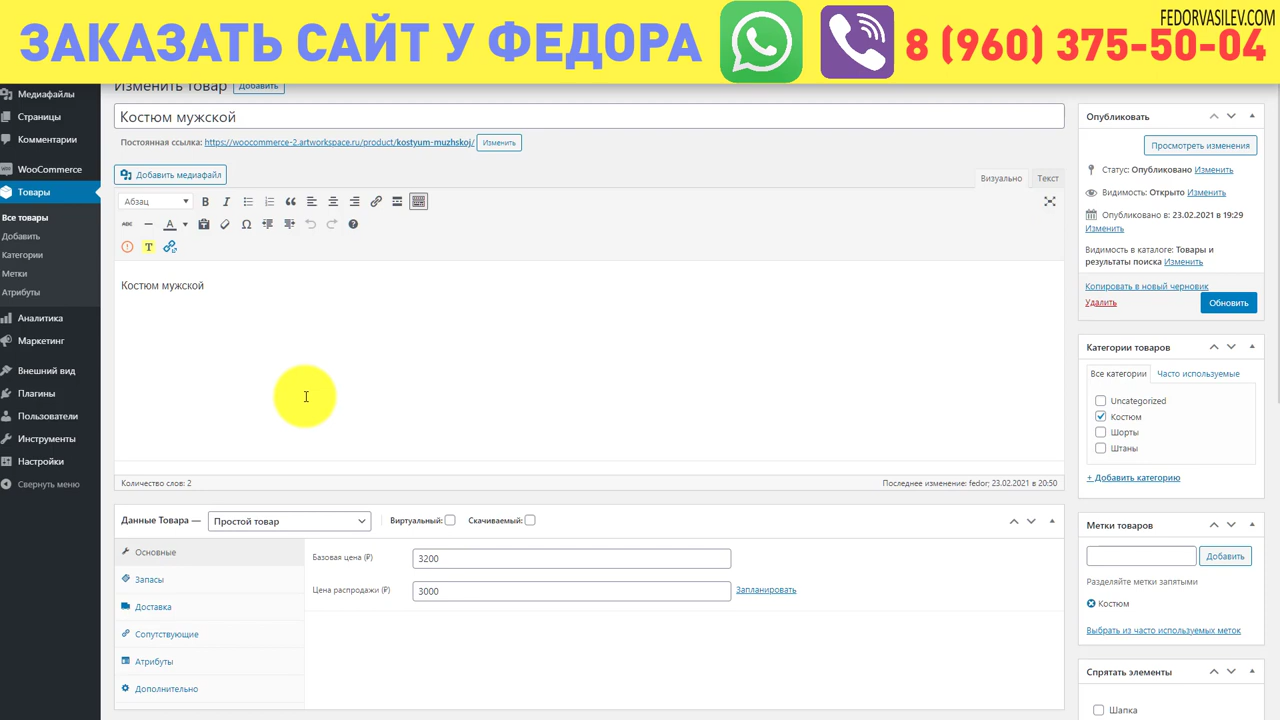 FEDORVASILEV.COM
ЗАКАЗАТЬ САЙТ У ФЕДОРА
8 (960) 375-50-04
Изменить товар
Добавить
Медиафайлы
Страницы
Комментарии
WooCommerce
Товары
Все товары
Добавить
Категории
Метки
Атрибуты
Аналитика
Маркетинг
Внешний вид
Плагины
Пользователи
Инструменты
Настройки
Свернуть меню
Костюм мужской
Постоянная ссылка: https://woocommerce-2.artworkspace.ru/product/kostyum-muzhskoj/ Изменить
Добавить медиафайл
Визуально
Текст
Абзац
Костюм мужской
Количество слов: 2
Последнее изменение: fedor; 23.02.2021 в 20:50
Данные Товара — Простой товар
Виртуальный:
Скачиваемый:
Основные
Запасы
Доставка
Сопутствующие
Атрибуты
Дополнительно
Базовая цена (₽) 3200
Цена распродажи (₽) 3000 Запланировать
Опубликовать
Просмотреть изменения
Статус: Опубликовано Изменить
Видимость: Открыто Изменить
Опубликовано в: 23.02.2021 в 19:29
Изменить
Видимость в каталоге: Товары и
результаты поиска Изменить
Копировать в новый черновик
Удалить
Обновить
Категории товаров
Все категории
Часто используемые
Uncategorized
Костюм
Шорты
Штаны
+ Добавить категорию
Метки товаров
Добавить
Разделяйте метки запятыми
Костюм
Выбрать из часто используемых меток
Спрятать элементы
Шапка